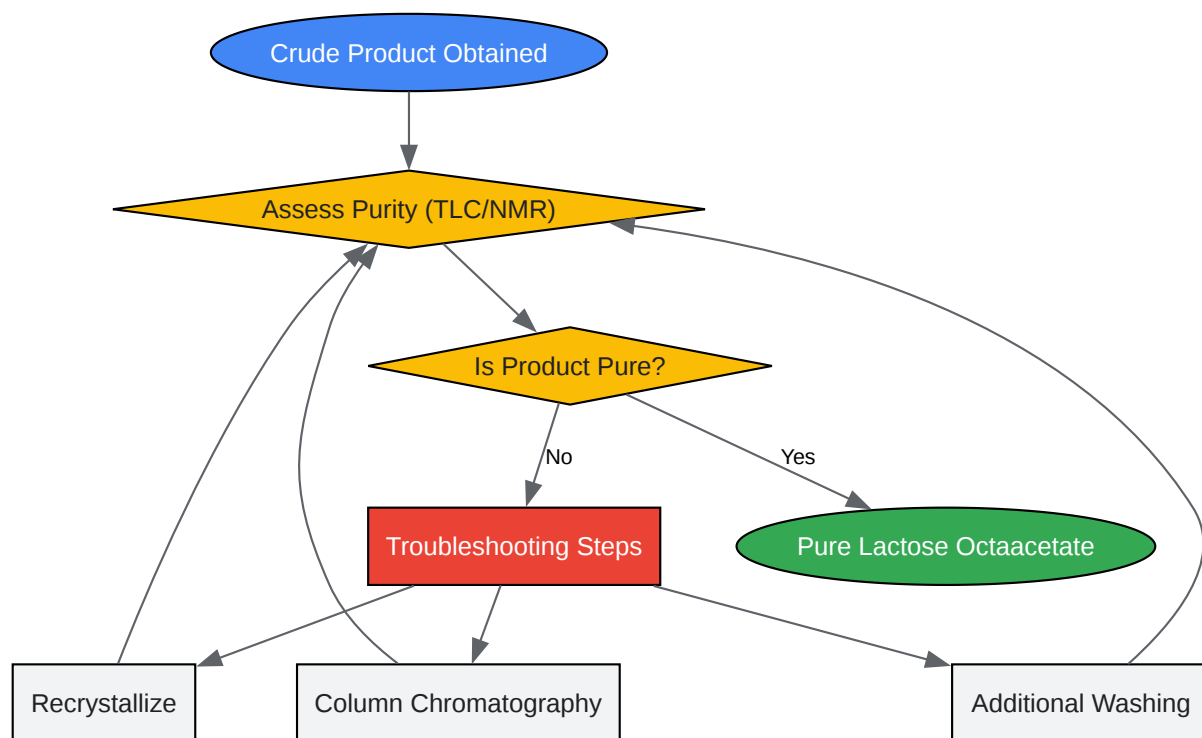 Crude Product Obtained
Assess Purity (TLC/NMR)
Is Product Pure?
No
Yes
Troubleshooting Steps
Pure Lactose Octaacetate
Recrystallize
Column Chromatography
Additional Washing